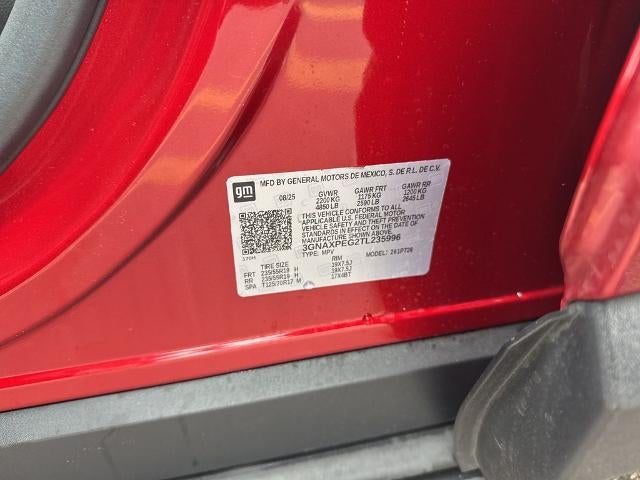 gm MFD BY GENERAL MOTORS DE MEXICO, S. DE R.L. DE C.V.
08/25 GVWR GAWR FRT GAWR RR
2200 KG 1175 KG 1200 KG
4850 LB 2590 LB 2645 LB
THIS VEHICLE CONFORMS TO ALL
APPLICABLE U.S. FEDERAL MOTOR
VEHICLE SAFETY AND THEFT
PREVENTION STANDARDS IN EFFECT
ON THE DATE OF
MANUFACTURE SHOWN ABOVE.
3GNAXPEG2TL235996
TYPE: MPV MODEL: Z61PT26
TIRE SIZE RIM
FRT 235/55R19 H 19X7.5J
RR 235/55R19 H 19X7.5J
SPA T125/70R17 M 17X4BT